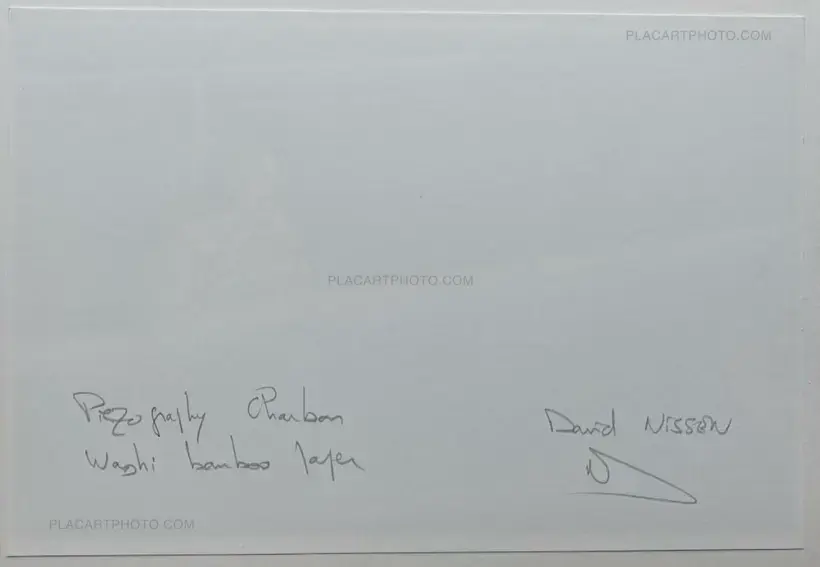 PLACARTPHOTO.COM
PLACARTPHOTO.COM
Piezography Charbon
Washi bamboo paper
David NISSEN
N
PLACARTPHOTO.COM